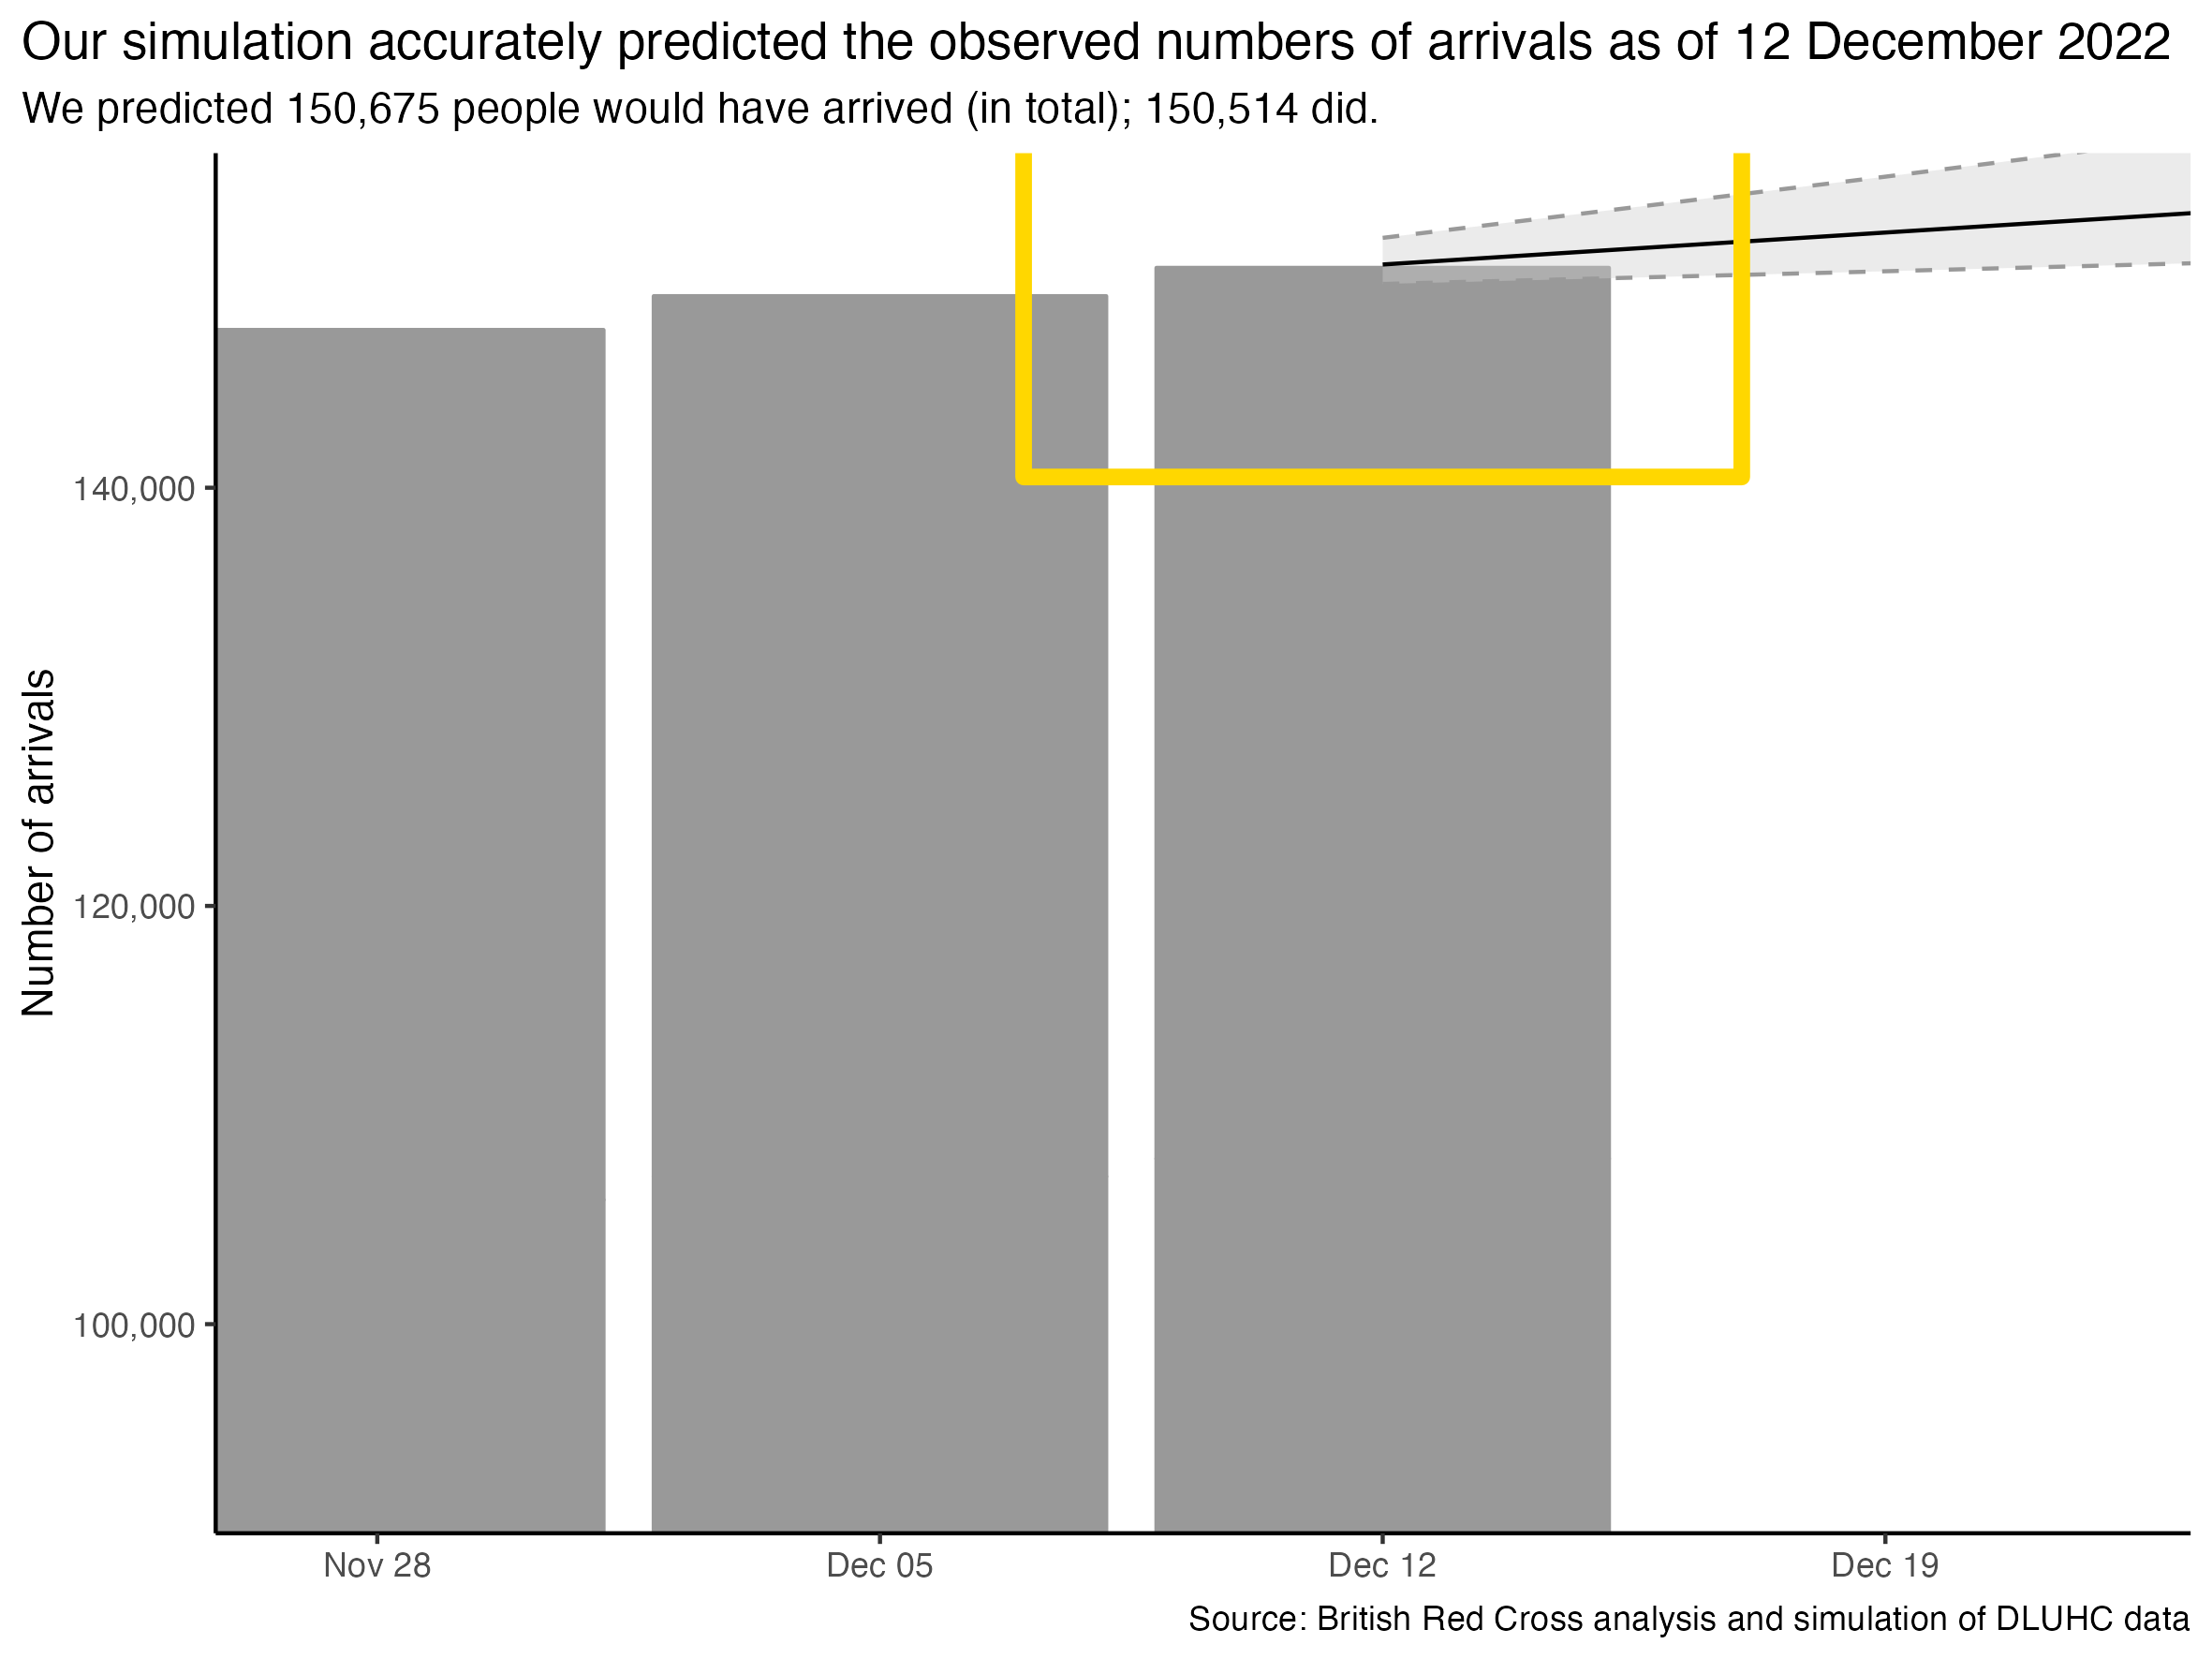 Our simulation accurately predicted the observed numbers of arrivals as of 12 December 2022
We predicted 150,675 people would have arrived (in total); 150,514 did.
Number of arrivals
140,000
120,000
100,000
Nov 28
Dec 05
Dec 12
Dec 19
Source: British Red Cross analysis and simulation of DLUHC data